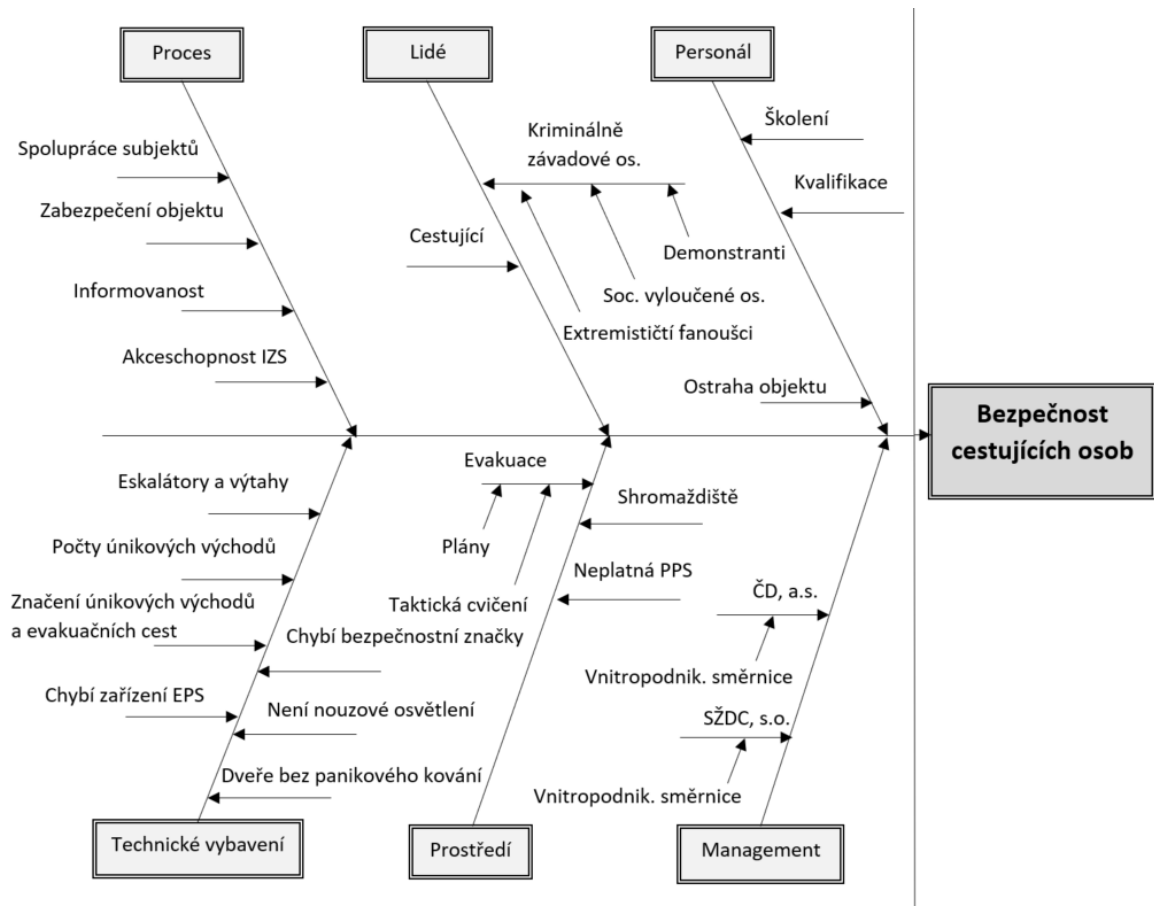 Proces
Lidé
Personál
Spolupráce subjektů
Zabezpečení objektu
Informovanost
Akceschopnost IZS
Kriminálně
závadové os.
Cestující
Demonstranti
Soc. vyloučené os.
Extremističtí fanoušci
Školení
Kvalifikace
Ostraha objektu
Bezpečnost
cestujících osob
Eskalátory a výtahy
Počty únikových východů
Značení únikových východů
a evakuačních cest
Chybí bezpečnostní značky
Chybí zařízení EPS
Není nouzové osvětlení
Dveře bez panikového kování
Evakuace
Plány
Taktická cvičení
Shromaždiště
Neplatná PPS
ČD, a.s.
Vnitropodnik. směrnice
SŽDC, s.o.
Vnitropodnik. směrnice
Technické vybavení
Prostředí
Management